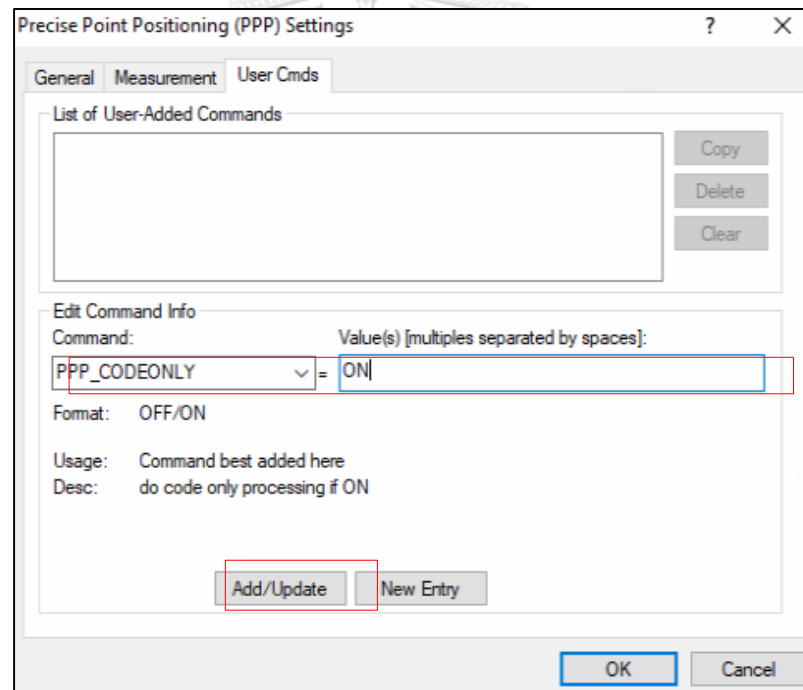 Precise Point Positioning (PPP) Settings ? X
General Measurement User Cmds
List of User-Added Commands
Copy
Delete
Clear
Edit Command Info
Command: Value(s) [multiples separated by spaces]:
PPP_CODEONLY = ON
Format: OFF/ON
Usage: Command best added here
Desc: do code only processing if ON
Add/Update New Entry
OK Cancel